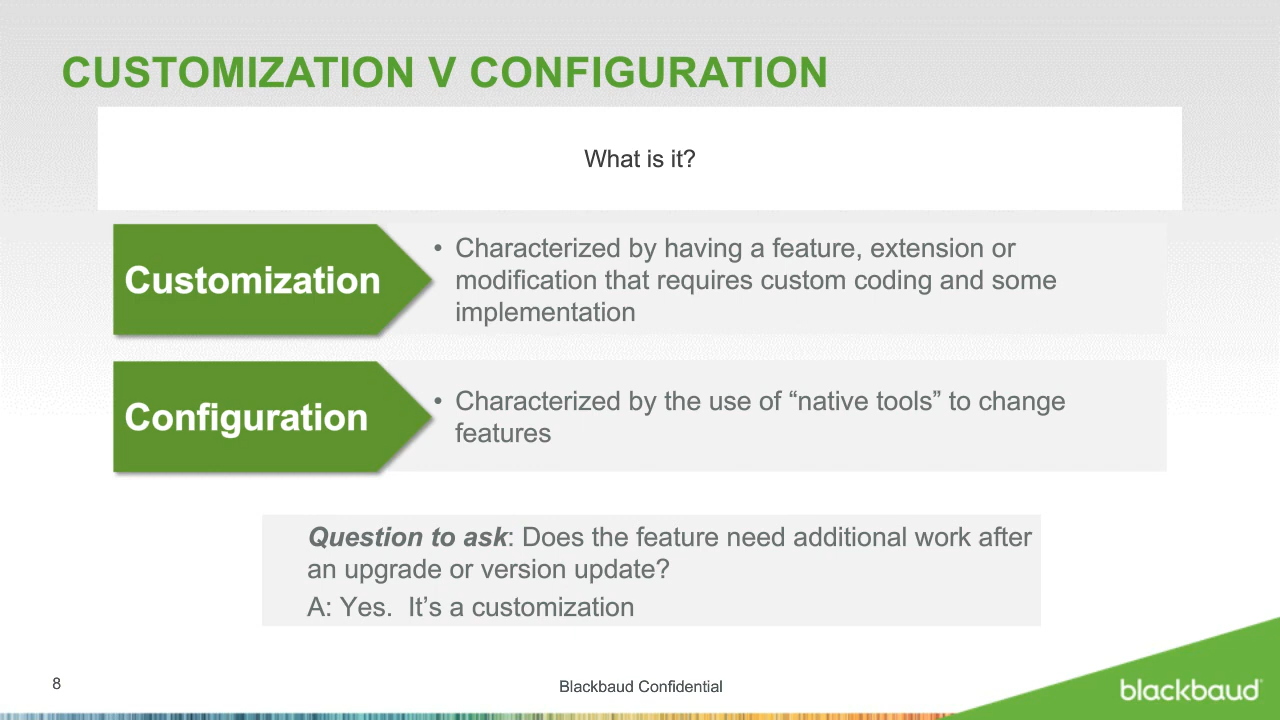 CUSTOMIZATION V CONFIGURATION
What is it?
Customization
• Characterized by having a feature, extension or
modification that requires custom coding and some
implementation
Configuration
• Characterized by the use of “native tools” to change
features
Question to ask: Does the feature need additional work after
an upgrade or version update?
A: Yes.  It’s a customization
8
Blackbaud Confidential
blackbaud